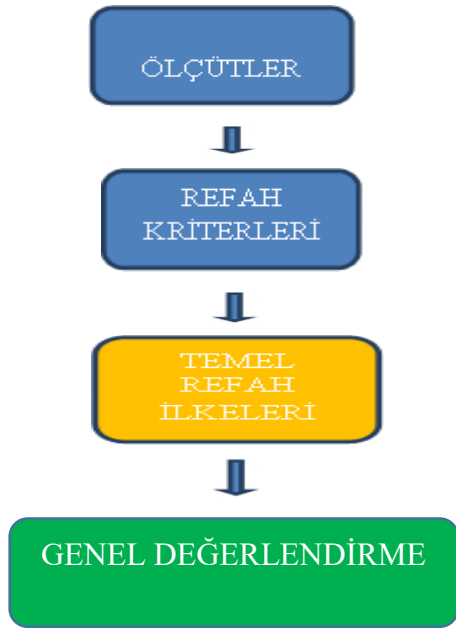 ÖLÇÜTLER
REFAH
KRİTERLERİ
TEMEL
REFAH
İLKELERİ
GENEL DEĞERLENDİRME